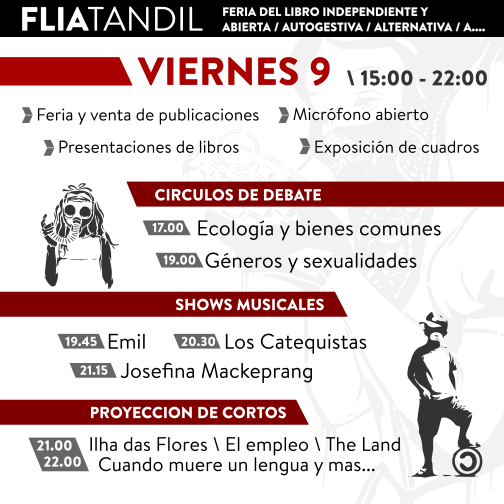 FLIATANDIL
FERIA DEL LIBRO INDEPENDIENTE Y
ABIERTA / AUTOGESTIVA / ALTERNATIVA / A....
VIERNES 9 \ 15:00 - 22:00
Feria y venta de publicaciones
Micrófono abierto
Presentaciones de libros
Exposición de cuadros
CIRCULOS DE DEBATE
17.00 Ecología y bienes comunes
19.00 Géneros y sexualidades
SHOWS MUSICALES
19.45 Emil
20.30 Los Catequistas
21.15 Josefina Mackeprang
PROYECCION DE CORTOS
21.00 Ilha das Flores \ El empleo \ The Land
22.00 Cuando muere un lengua y mas...